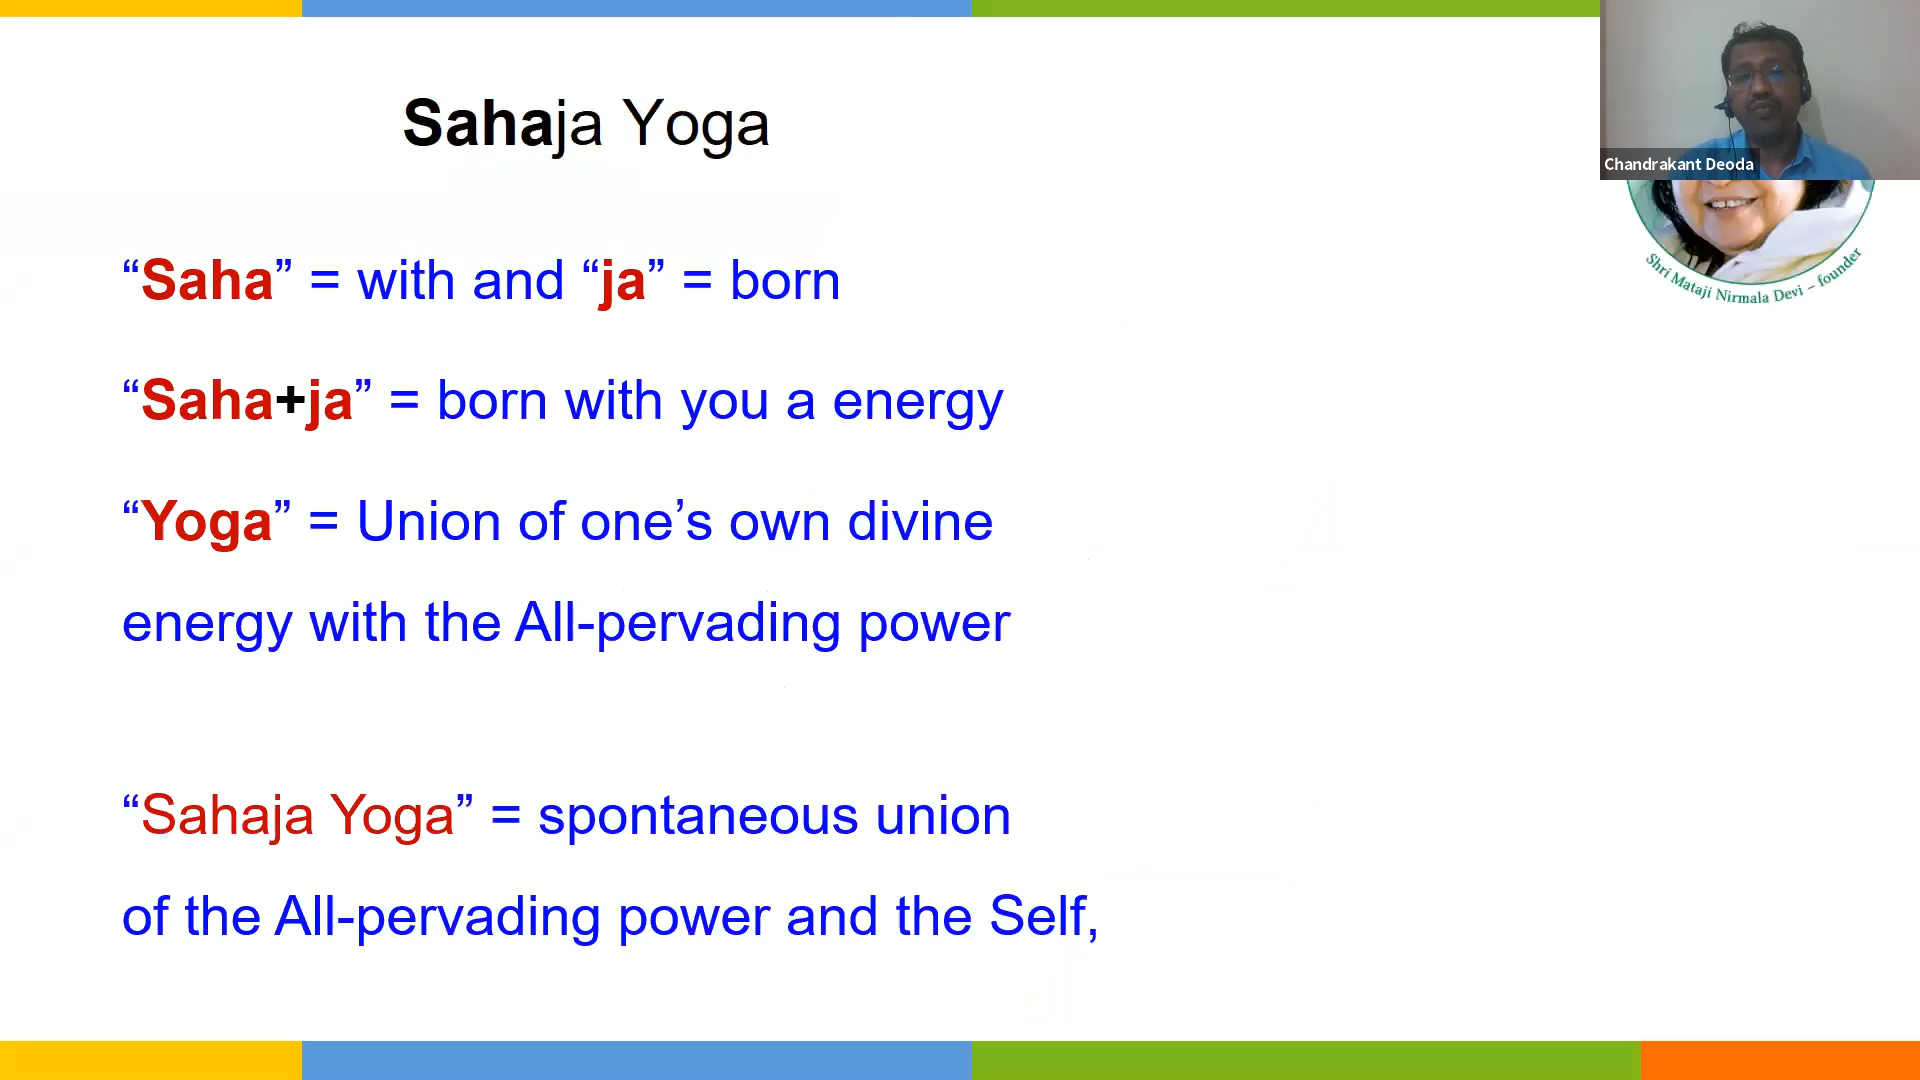 Sahaja Yoga
Chandrakant Deoda
Shri Mataji Nirmala Devi – founder
“Saha” = with and “ja” = born
“Saha+ja” = born with you a energy
“Yoga” = Union of one’s own divine
energy with the All-pervading power
“Sahaja Yoga” = spontaneous union
of the All-pervading power and the Self,